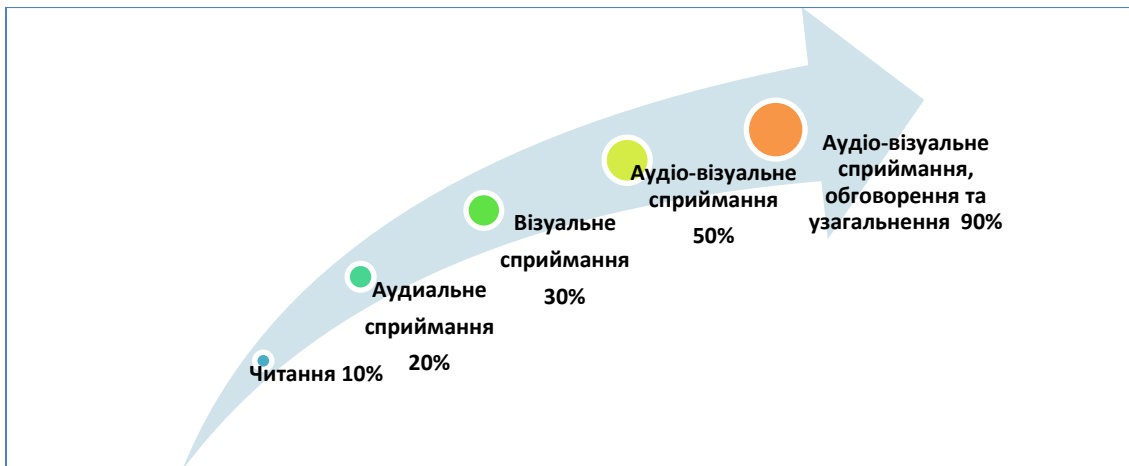 Читання 10%
Аудиальне
сприймання
20%
Візуальне
сприймання
30%
Аудіо-візуальне
сприймання
50%
Аудіо-візуальне
сприймання,
обговорення та
узагальнення 90%